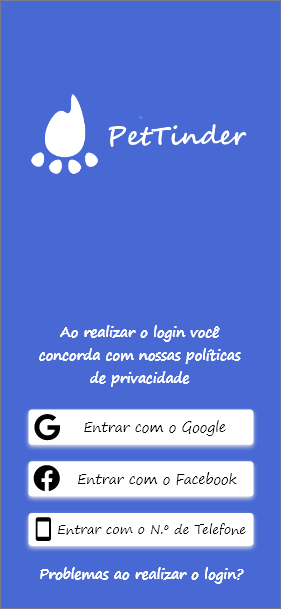 PetTinder
Ao realizar o login você
concorda com nossas políticas
de privacidade
Entrar com o Google
Entrar com o Facebook
Entrar com o N.º de Telefone
Problemas ao realizar o login?